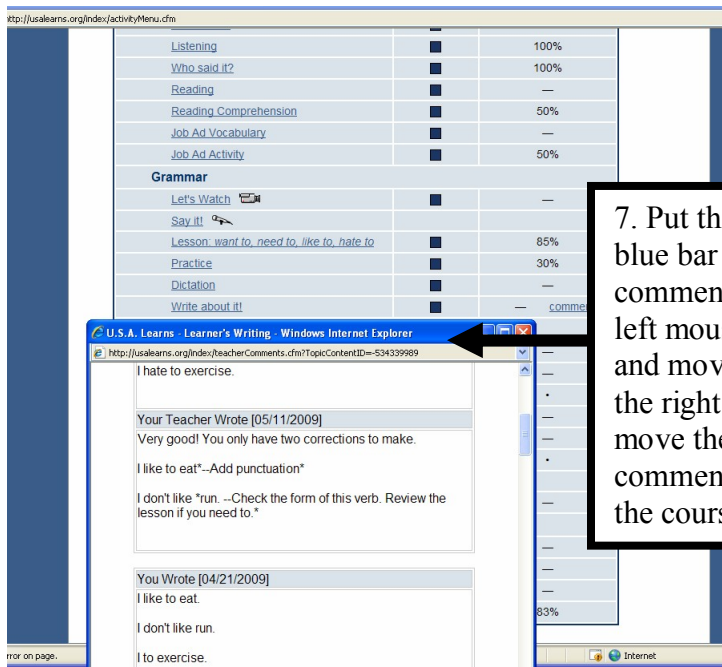 http://usalearns.org/index/activityMenu.cfm
Listening 100%
Who said it? 100%
Reading —
Reading Comprehension 50%
Job Ad Vocabulary —
Job Ad Activity 50%
Grammar
Let's Watch —
Say it!
Lesson: want to, need to, like to, hate to 85%
Practice 30%
Dictation —
Write about it! — comme
U.S.A. Learns - Learner's Writing - Windows Internet Explorer
http://usalearns.org/index/teacherComments.cfm?TopicContentID=-534339989
I hate to exercise.
Your Teacher Wrote [05/11/2009]
Very good! You only have two corrections to make.
I like to eat*--Add punctuation*
I don't like *run. --Check the form of this verb. Review the
lesson if you need to.*
You Wrote [04/21/2009]
I like to eat.
I don't like run.
I to exercise.
—
—
•
—
—
•
—
—
—
83%
7. Put th
blue bar
commen
left mou
and mov
the right
move the
commen
the cours
rror on page.
Internet